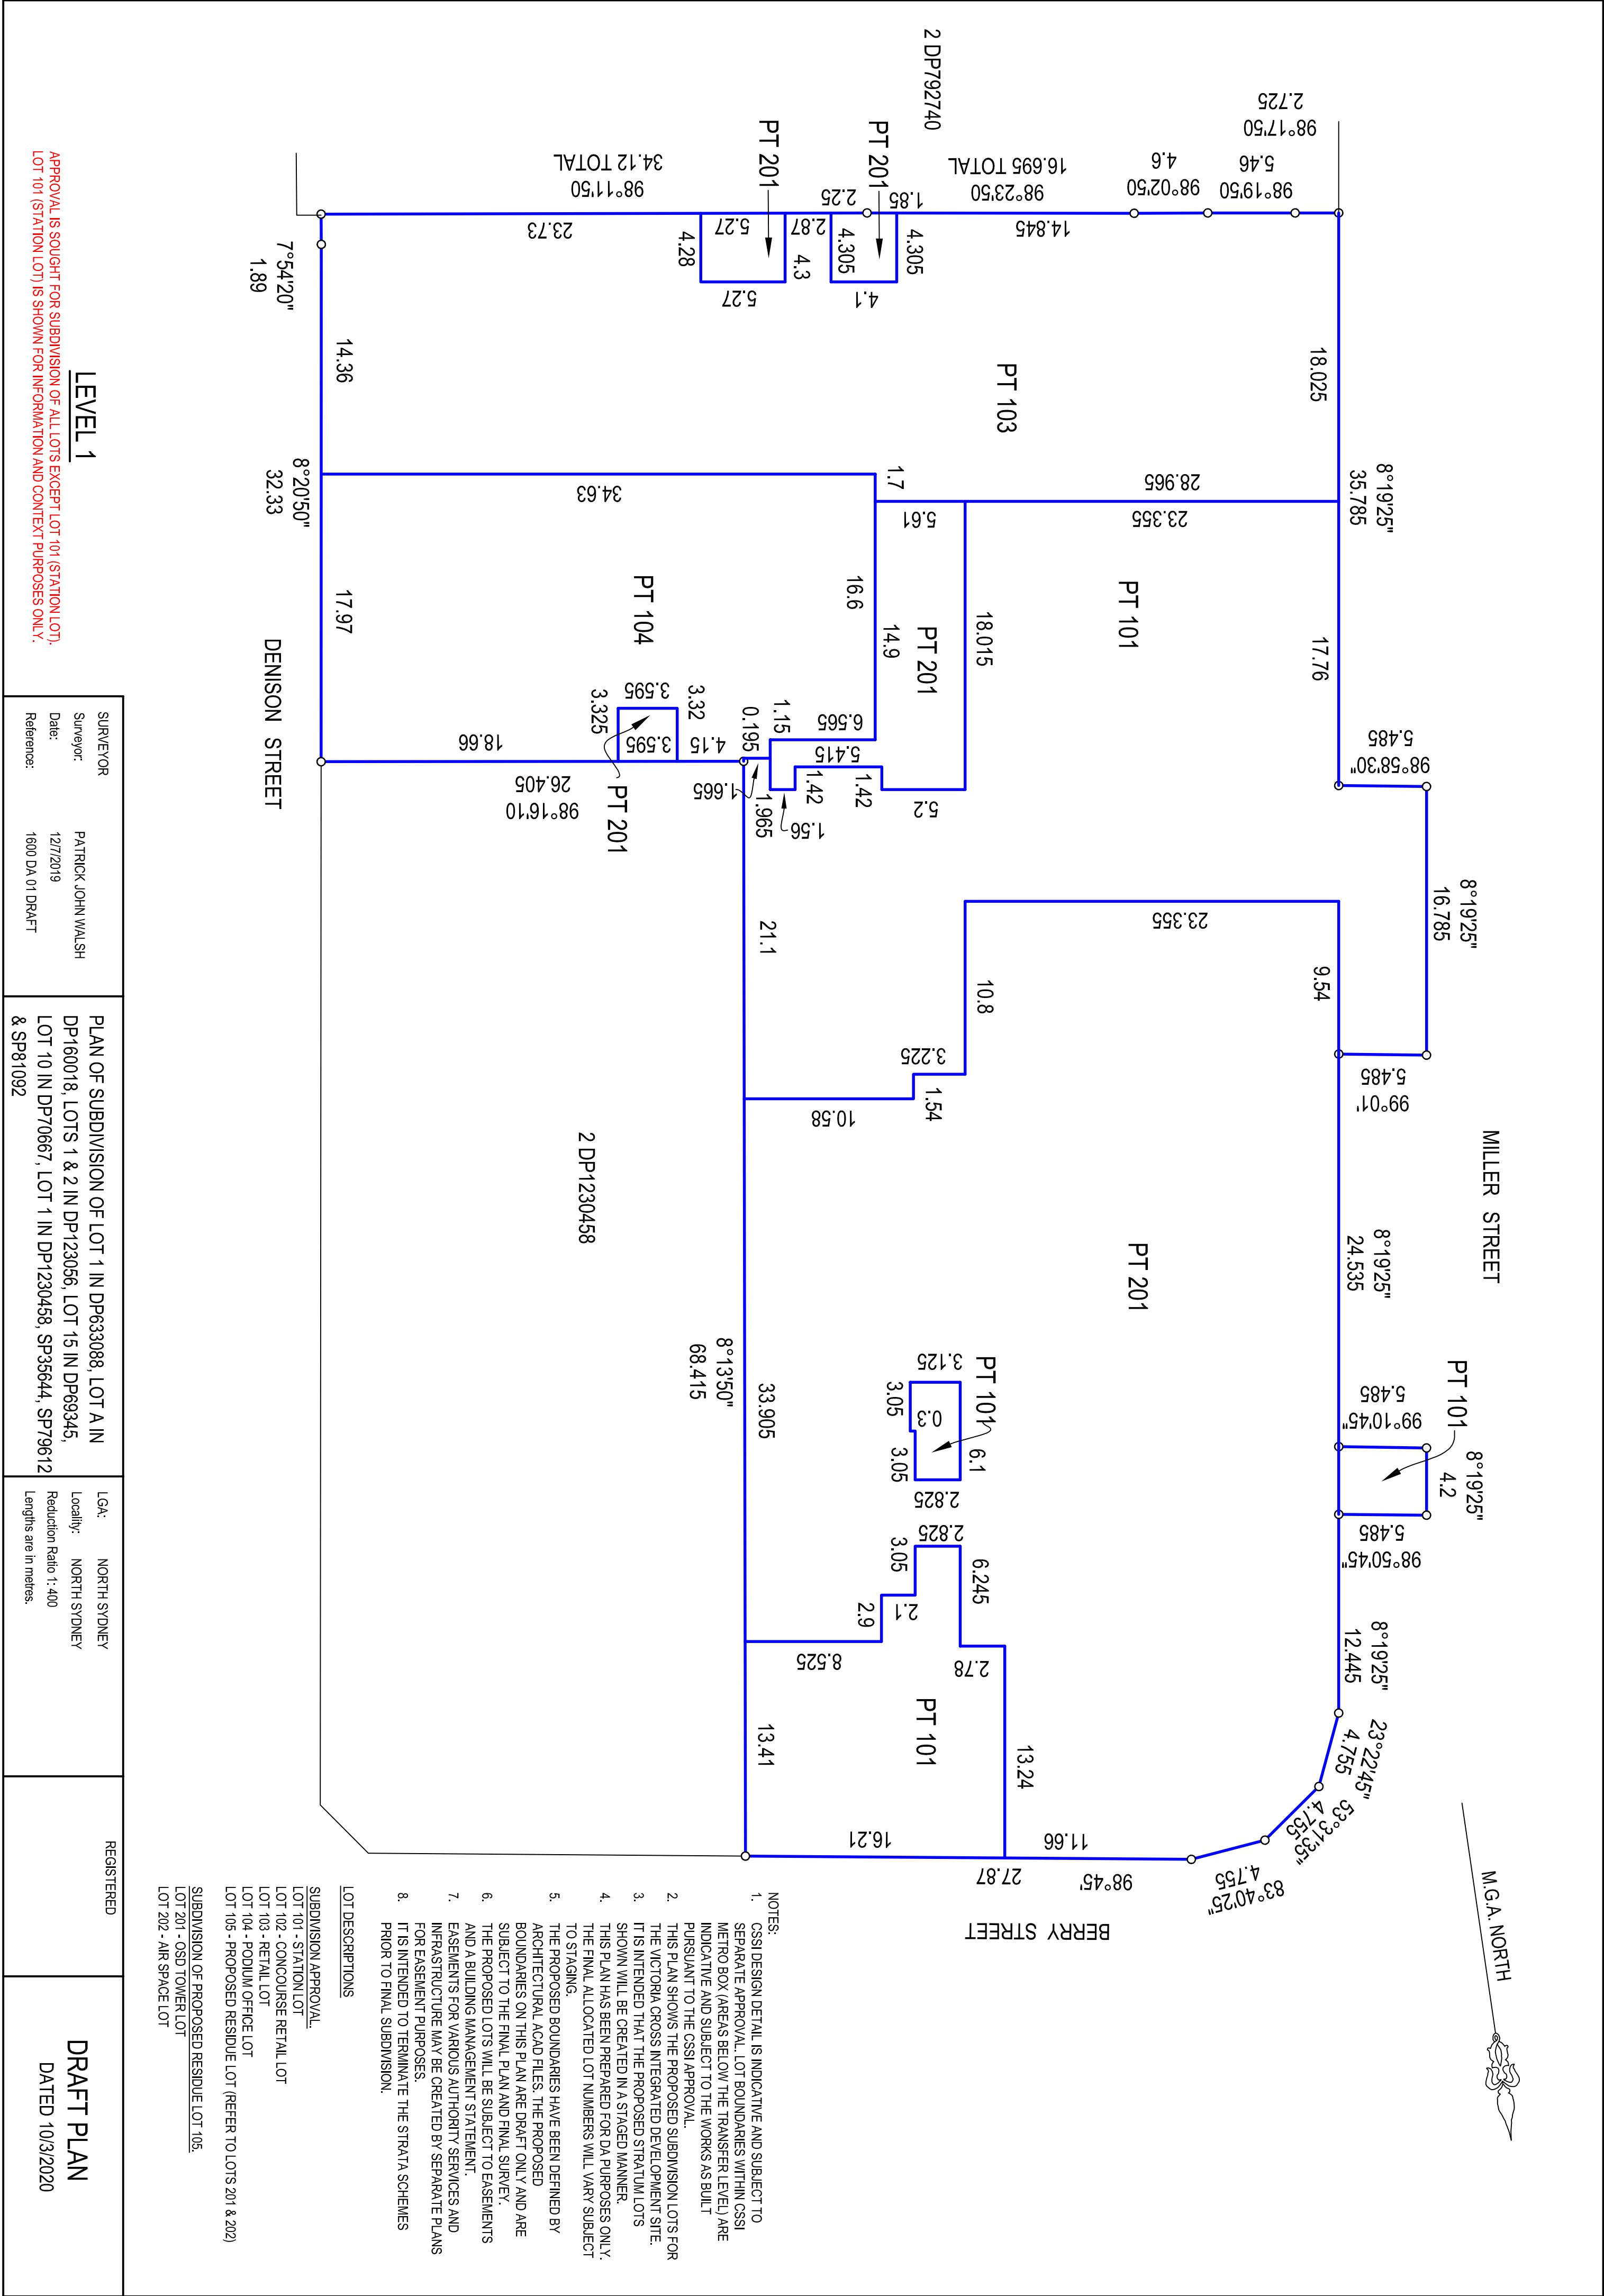 M.G.A. NORTH
MILLER STREET
8°19'25"
16.785
98°58'30"
5.485
99°01'
5.485
8°19'25"
35.785
18.025
17.76
9.54
8°19'25"
24.535
PT 101
99°10'45"
5.485
8°19'25"
4.2
98°50'45"
5.485
8°19'25"
12.445
23°22'45"
4.755
53°31'35"
4.755
83°40'25"
4.755
98°45'
27.87
11.66
16.21
BERRY STREET
2 DP792740
98°17'50
2.725
98°19'50
5.46
98°02'50
4.6
98°23'50
16.695 TOTAL
14.845
1.85
PT 201
4.305
4.305
4.1
2.25
2.87
PT 201
5.27
4.3
4.28
5.27
98°11'50
34.12 TOTAL
23.73
7°54'20"
1.89
PT 103
28.965
23.355
1.7
5.61
34.63
PT 101
18.015
PT 201
14.9
16.6
5.2
1.42
5.415
1.42
6.565
1.15
1.56
1.965
0.195
1.665
PT 104
3.32
3.595
3.595
3.325
4.15
PT 201
18.66
98°16'10
26.405
14.36
8°20'50"
32.33
17.97
DENISON STREET
23.355
10.8
3.225
1.54
10.58
21.1
PT 201
PT 101
3.125
0.3
3.05
3.05
6.1
2.825
2.825
3.05
6.245
2.1
2.9
2.78
8.525
PT 101
13.24
33.905
8°13'50"
68.415
13.41
2 DP1230458
NOTES:
1. CSSI DESIGN DETAIL IS INDICATIVE AND SUBJECT TO
SEPARATE APPROVAL. LOT BOUNDARIES WITHIN CSSI
METRO BOX (AREAS BELOW THE TRANSFER LEVEL) ARE
INDICATIVE AND SUBJECT TO THE WORKS AS BUILT
PURSUANT TO THE CSSI APPROVAL.
2. THIS PLAN SHOWS THE PROPOSED SUBDIVISION LOTS FOR
THE VICTORIA CROSS INTEGRATED DEVELOPMENT SITE.
3. IT IS INTENDED THAT THE PROPOSED STRATUM LOTS
SHOWN WILL BE CREATED IN A STAGED MANNER.
4. THIS PLAN HAS BEEN PREPARED FOR DA PURPOSES ONLY.
THE FINAL ALLOCATED LOT NUMBERS WILL VARY SUBJECT
TO STAGING.
5. THE PROPOSED BOUNDARIES HAVE BEEN DEFINED BY
ARCHITECTURAL ACAD FILES. THE PROPOSED
BOUNDARIES ON THIS PLAN ARE DRAFT ONLY AND ARE
SUBJECT TO THE FINAL PLAN AND FINAL SURVEY.
6. THE PROPOSED LOTS WILL BE SUBJECT TO EASEMENTS
AND A BUILDING MANAGEMENT STATEMENT.
7. EASEMENTS FOR VARIOUS AUTHORITY SERVICES AND
INFRASTRUCTURE MAY BE CREATED BY SEPARATE PLANS
FOR EASEMENT PURPOSES.
8. IT IS INTENDED TO TERMINATE THE STRATA SCHEMES
PRIOR TO FINAL SUBDIVISION.
LOT DESCRIPTIONS
SUBDIVISION APPROVAL.
LOT 101 - STATION LOT
LOT 102 - CONCOURSE RETAIL LOT
LOT 103 - RETAIL LOT
LOT 104 - PODIUM OFFICE LOT
LOT 105 - PROPOSED RESIDUE LOT (REFER TO LOTS 201 & 202)
SUBDIVISION OF PROPOSED RESIDUE LOT 105.
LOT 201 - OSD TOWER LOT
LOT 202 - AIR SPACE LOT
LEVEL 1
APPROVAL IS SOUGHT FOR SUBDIVISION OF ALL LOTS EXCEPT LOT 101 (STATION LOT).
LOT 101 (STATION LOT) IS SHOWN FOR INFORMATION AND CONTEXT PURPOSES ONLY.
SURVEYOR
Surveyor: PATRICK JOHN WALSH
Date: 12/7/2019
Reference: 1600 DA 01 DRAFT
PLAN OF SUBDIVISION OF LOT 1 IN DP633088, LOT A IN
DP160018, LOTS 1 & 2 IN DP123056, LOT 15 IN DP69345,
LOT 10 IN DP70667, LOT 1 IN DP1230458, SP35644, SP79612
& SP81092
LGA: NORTH SYDNEY
Locality: NORTH SYDNEY
Reduction Ratio 1: 400
Lengths are in metres.
REGISTERED
DRAFT PLAN
DATED 10/3/2020